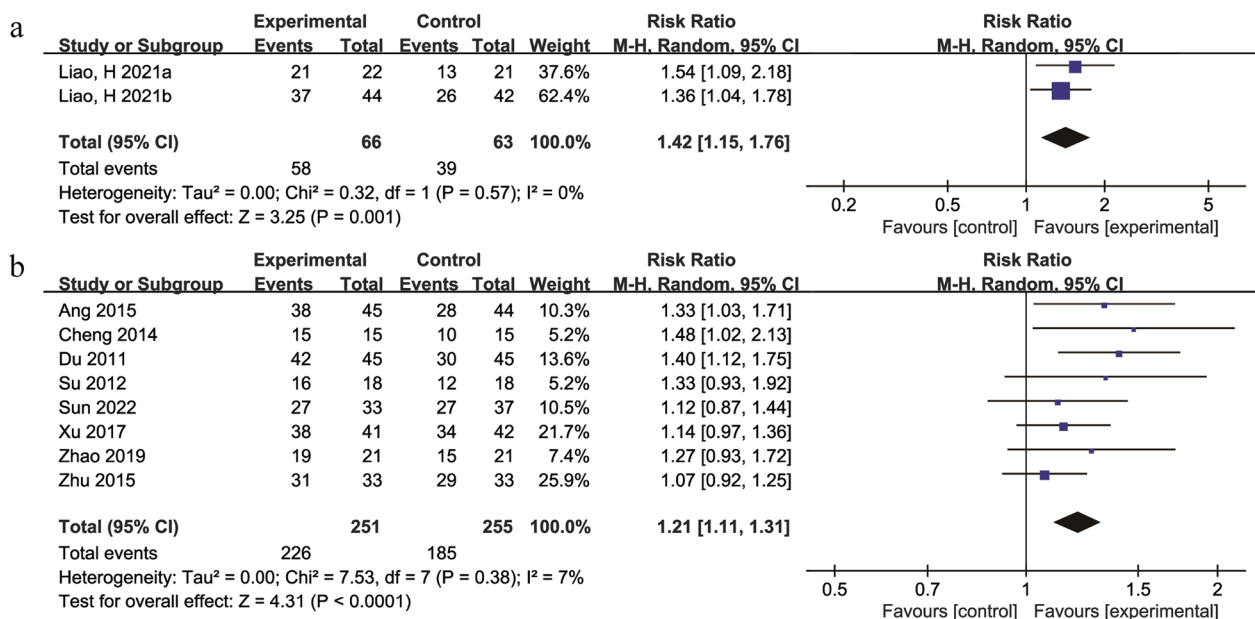 a
Experimental Control Risk Ratio Risk Ratio
Study or Subgroup Events Total Events Total Weight M-H. Random. 95% CI M-H. Random. 95% CI
Liao, H 2021a 21 22 13 21 37.6% 1.54 [1.09, 2.18]
Liao, H 2021b 37 44 26 42 62.4% 1.36 [1.04, 1.78]
Total (95% CI) 66 63 100.0% 1.42 [1.15, 1.76]
Total events 58 39
Heterogeneity: Tau² = 0.00; Chi² = 0.32, df = 1 (P = 0.57); I² = 0%
Test for overall effect: Z = 3.25 (P = 0.001)
0.2 0.5 1 2 5
Favours [control] Favours [experimental]
b
Experimental Control Risk Ratio Risk Ratio
Study or Subgroup Events Total Events Total Weight M-H. Random. 95% CI M-H. Random. 95% CI
Ang 2015 38 45 28 44 10.3% 1.33 [1.03, 1.71]
Cheng 2014 15 15 10 15 5.2% 1.48 [1.02, 2.13]
Du 2011 42 45 30 45 13.6% 1.40 [1.12, 1.75]
Su 2012 16 18 12 18 5.2% 1.33 [0.93, 1.92]
Sun 2022 27 33 27 37 10.5% 1.12 [0.87, 1.44]
Xu 2017 38 41 34 42 21.7% 1.14 [0.97, 1.36]
Zhao 2019 19 21 15 21 7.4% 1.27 [0.93, 1.72]
Zhu 2015 31 33 29 33 25.9% 1.07 [0.92, 1.25]
Total (95% CI) 251 255 100.0% 1.21 [1.11, 1.31]
Total events 226 185
Heterogeneity: Tau² = 0.00; Chi² = 7.53, df = 7 (P = 0.38); I² = 7%
Test for overall effect: Z = 4.31 (P < 0.0001)
0.5 0.7 1 1.5 2
Favours [control] Favours [experimental]